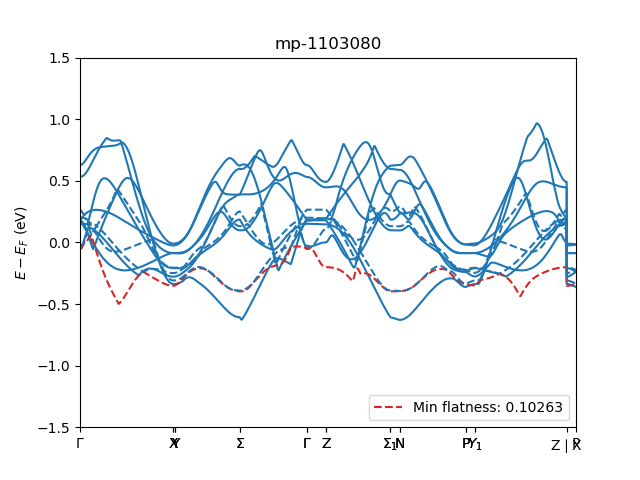 mp-1103080
E − E_F (eV)
1.5
1.0
0.5
0.0
−0.5
−1.0
−1.5
Min flatness: 0.10263
Γ Σ Γ Z Σ₁ N P Y₁ Z | X